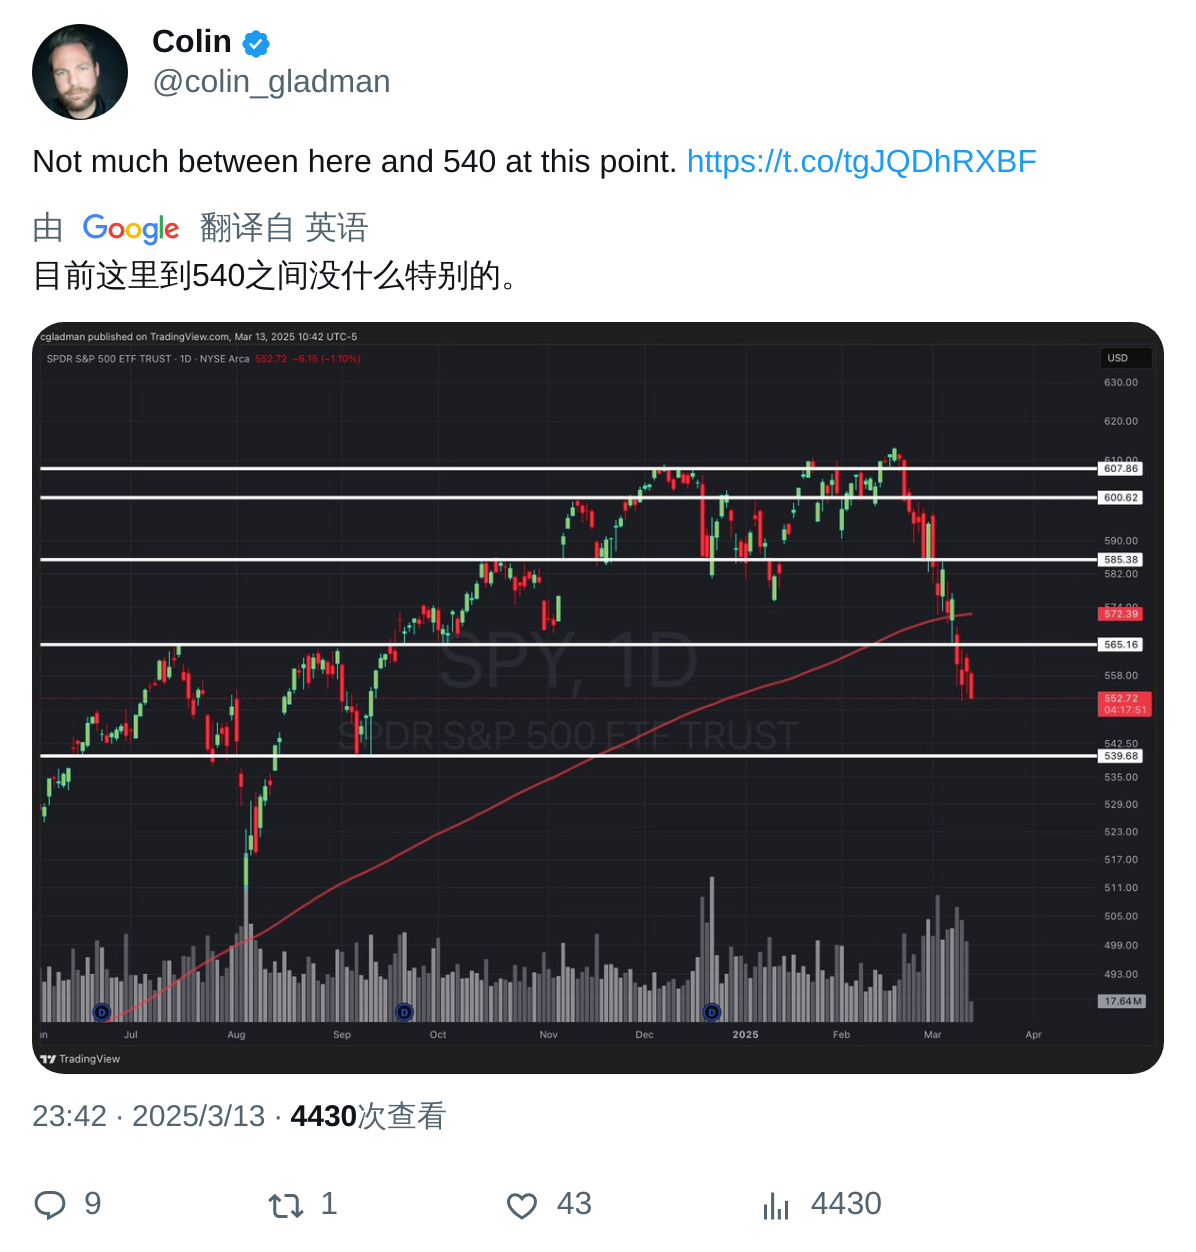 Colin
@colin_gladman
Not much between here and 540 at this point. https://t.co/tgJQDhRXBF
由 Google 翻译自 英语
目前这里到540之间没什么特别的。
cgladman published on TradingView.com, Mar 13, 2025 10:42 UTC-5
SPDR S&P 500 ETF TRUST · 1D · NYSE Arca 552.72 −6.15 (−1.10%)
USD
630.00
620.00
610.00
607.86
600.62
590.00
585.38
582.00
574.00
572.39
565.16
558.00
552.72
04:17:51
542.50
539.68
535.00
529.00
523.00
517.00
511.00
505.00
499.00
493.00
17.64M
SPY, 1D
SPDR S&P 500 ETF TRUST
D D D
n Jul Aug Sep Oct Nov Dec 2025 Feb Mar Apr
TradingView
23:42 · 2025/3/13 · 4430次查看
9 1 43 4430